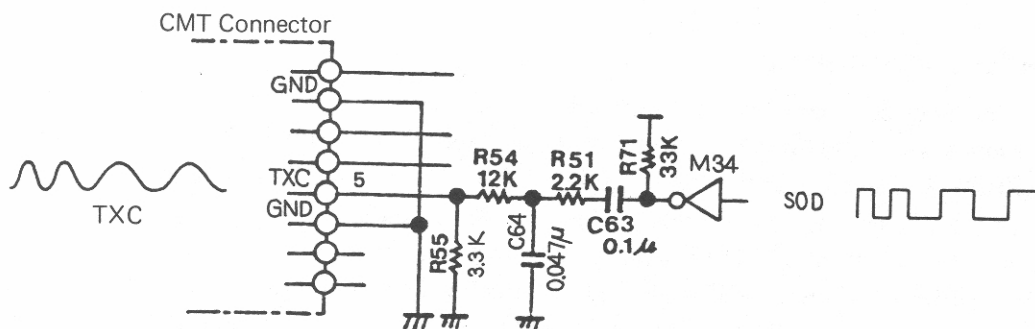 CMT Connector
GND
TXC 5
GND
TXC
R54
12K
R51
2.2K
R71
33K
M34
C63
0.1μ
C64
0.047μ
R55
3.3K
SOD